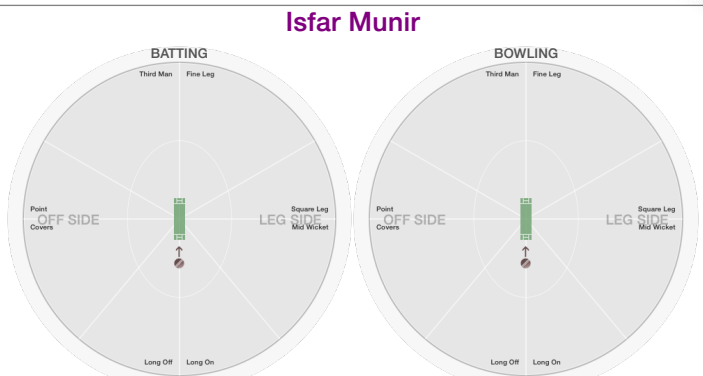 Isfar Munir
BATTING
BOWLING
Third Man Fine Leg
Third Man Fine Leg
Point
Square Leg
Point
Square Leg
OFF SIDE
LEG SIDE
OFF SIDE
LEG SIDE
Covers
Mid Wicket
Covers
Mid Wicket
Long Off Long On
Long Off Long On